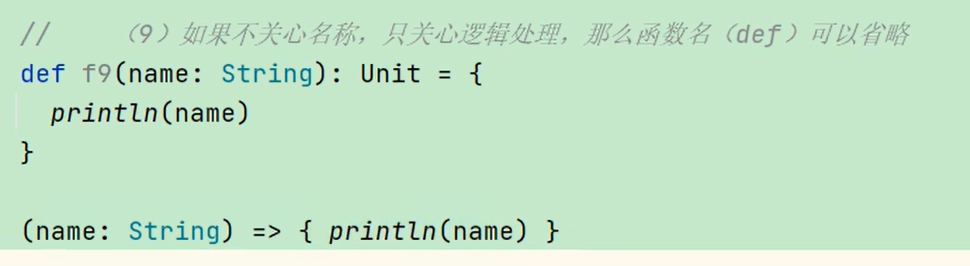 //     （9）如果不关心名称，只关心逻辑处理，那么函数名（def）可以省略
def f9(name: String): Unit = {
  println(name)
}
(name: String) => { println(name) }